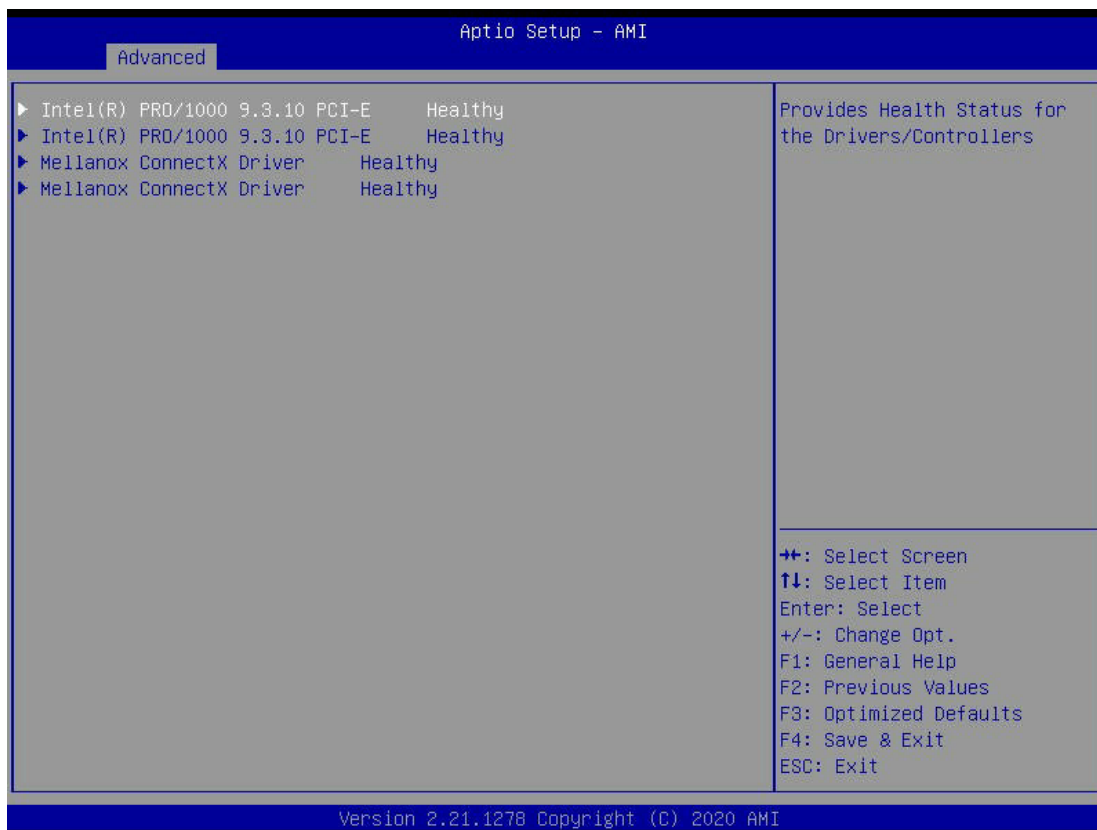 Aptio Setup – AMI
Advanced
▶ Intel(R) PRO/1000 9.3.10 PCI-E Healthy
▶ Intel(R) PRO/1000 9.3.10 PCI-E Healthy
▶ Mellanox ConnectX Driver Healthy
▶ Mellanox ConnectX Driver Healthy
Provides Health Status for
the Drivers/Controllers
→←: Select Screen
↑↓: Select Item
Enter: Select
+/-: Change Opt.
F1: General Help
F2: Previous Values
F3: Optimized Defaults
F4: Save & Exit
ESC: Exit
Version 2.21.1278 Copyright (C) 2020 AMI